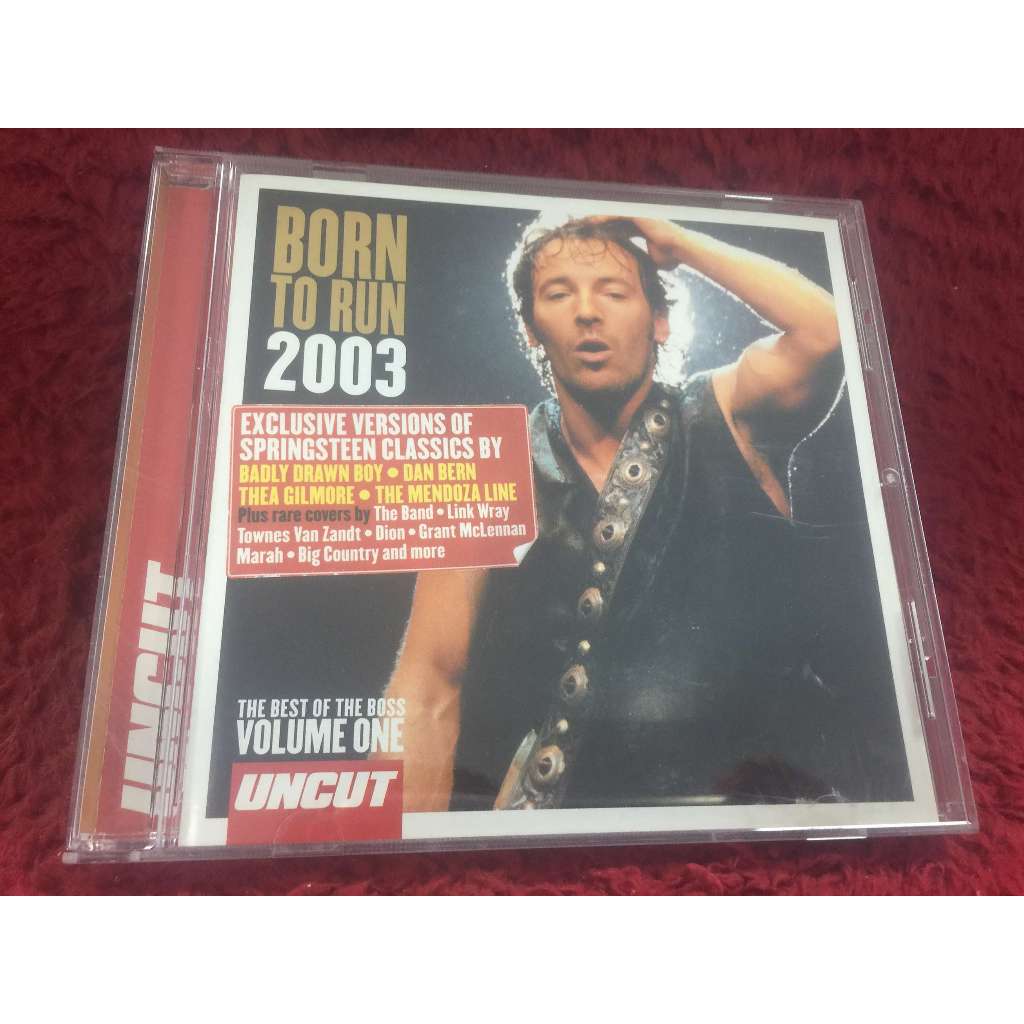 BORN
TO RUN
2003
EXCLUSIVE VERSIONS OF
SPRINGSTEEN CLASSICS BY
BADLY DRAWN BOY • DAN BERN
THEA GILMORE • THE MENDOZA LINE
Plus rare covers by The Band • Link Wray
Townes Van Zandt • Dion • Grant McLennan
Marah • Big Country and more
THE BEST OF THE BOSS
VOLUME ONE
UNCUT
UNCUT